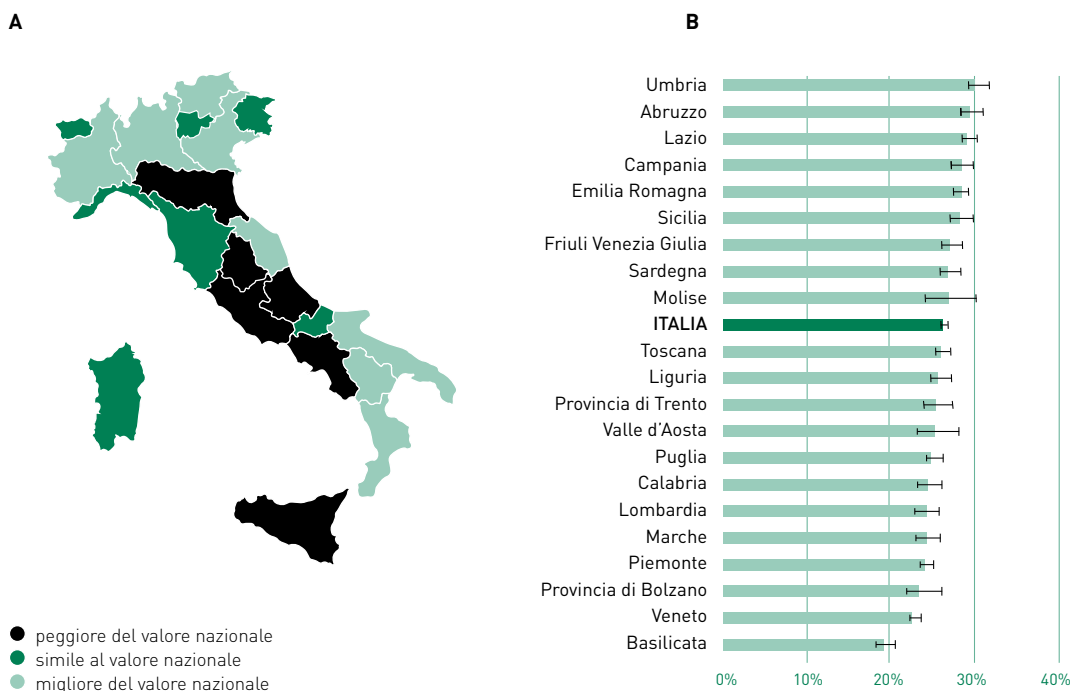 A
peggiore del valore nazionale
simile al valore nazionale
migliore del valore nazionale
B
Umbria
Abruzzo
Lazio
Campania
Emilia Romagna
Sicilia
Friuli Venezia Giulia
Sardegna
Molise
ITALIA
Toscana
Liguria
Provincia di Trento
Valle d'Aosta
Puglia
Calabria
Lombardia
Marche
Piemonte
Provincia di Bolzano
Veneto
Basilicata
0% 10% 20% 30% 40%